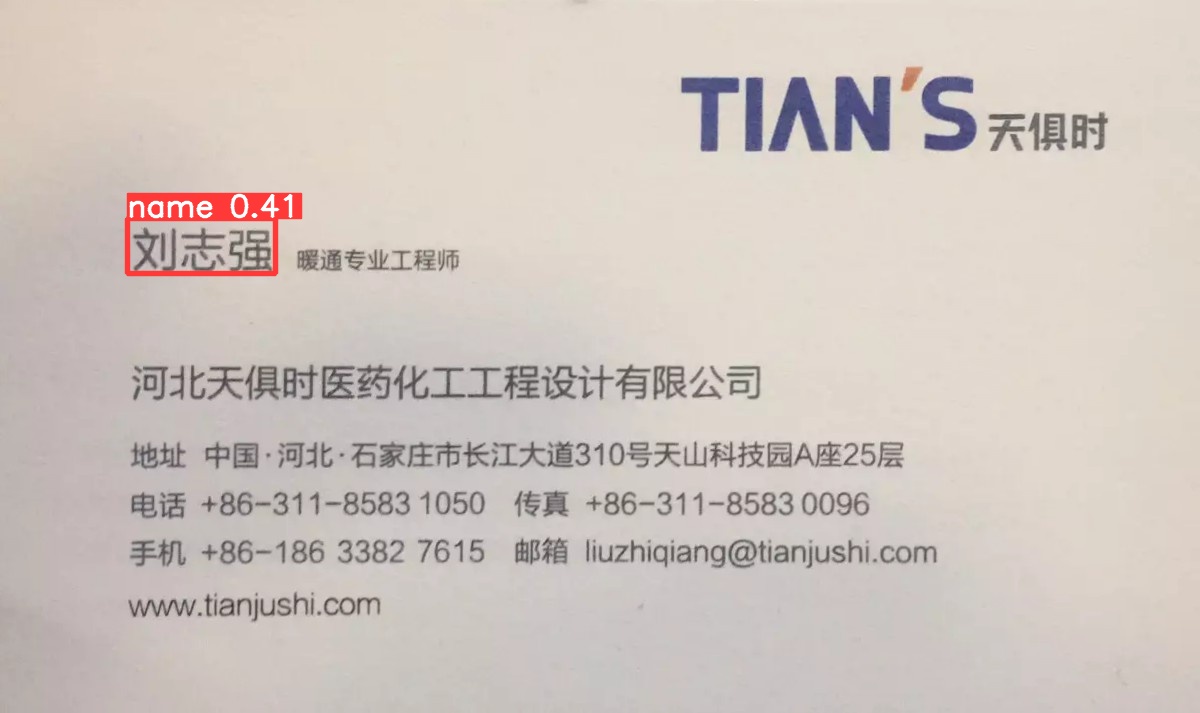 TIAN'S 天俱时
name 0.41
刘志强 暖通专业工程师
河北天俱时医药化工工程设计有限公司
地址 中国·河北·石家庄市长江大道310号天山科技园A座25层
电话 +86-311-8583 1050 传真 +86-311-8583 0096
手机 +86-186 3382 7615 邮箱 liuzhiqiang@tianjushi.com
www.tianjushi.com